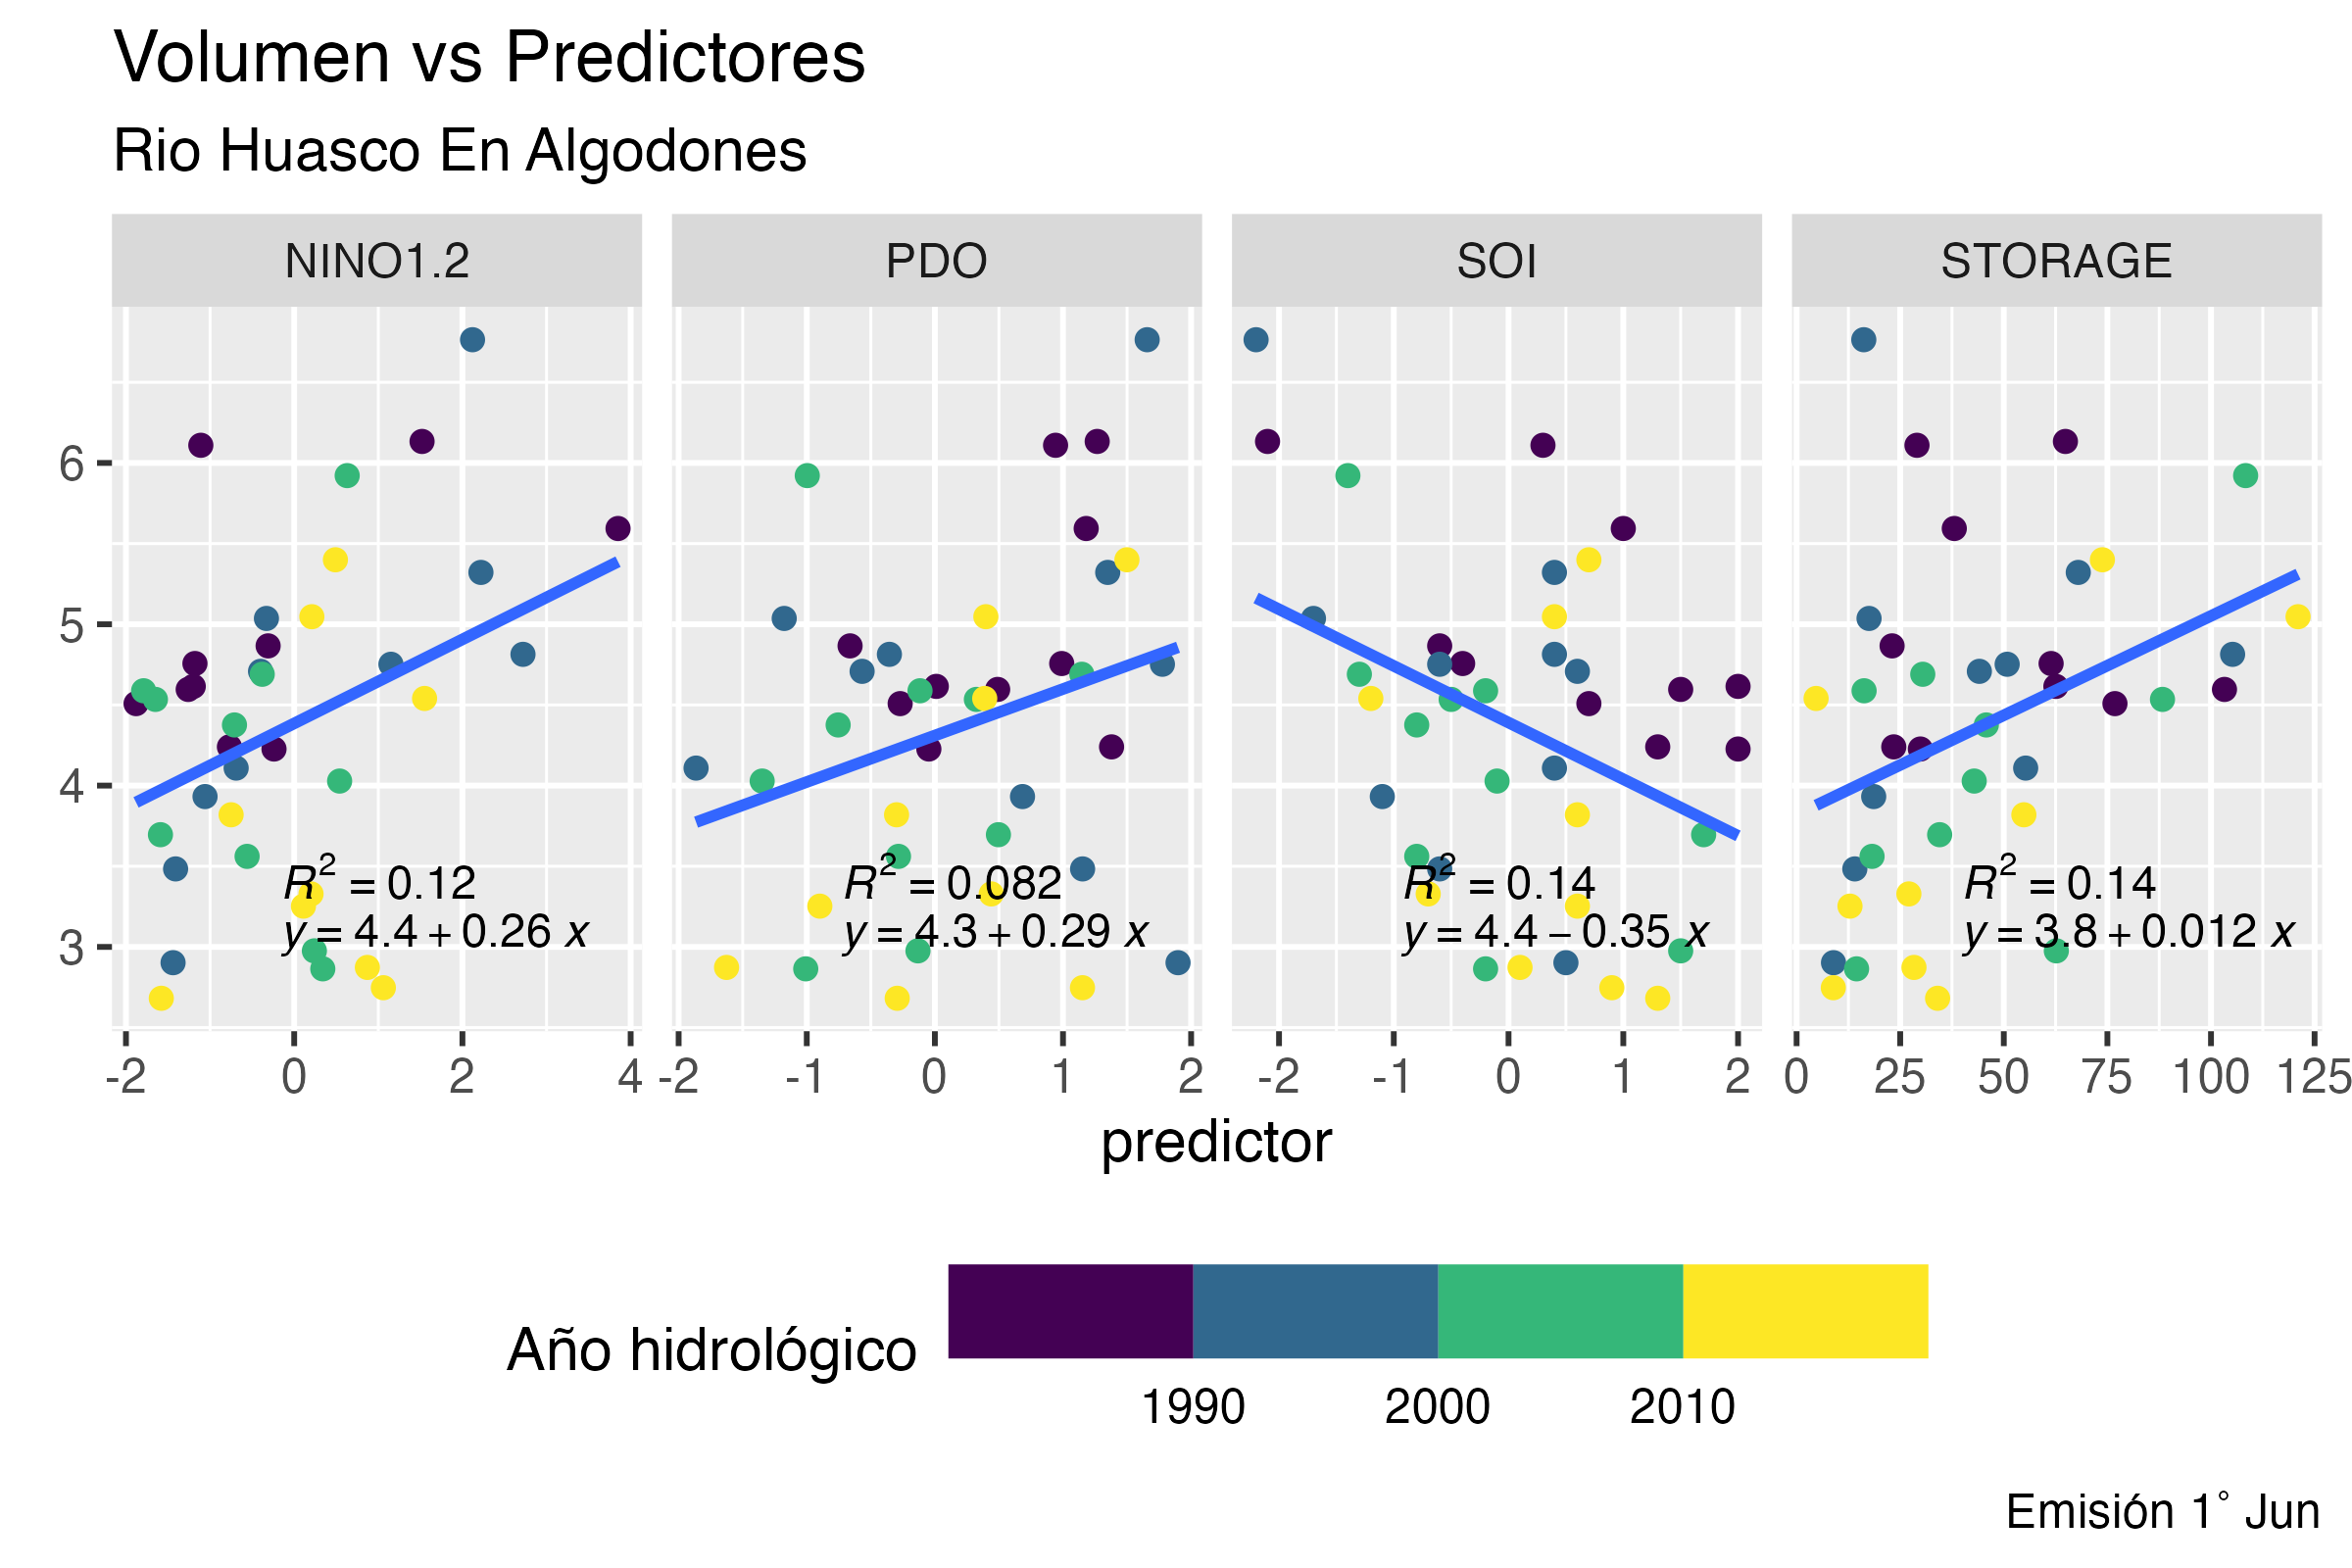 Volumen vs Predictores
Rio Huasco En Algodones
NINO1.2 PDO SOI STORAGE
6
5
4
3
R² = 0.12 R² = 0.082 R² = 0.14 R² = 0.14
y = 4.4 + 0.26 x y = 4.3 + 0.29 x y = 4.4 − 0.35 x y = 3.8 + 0.012 x
-2 0 2 4 -2 -1 0 1 2 -2 -1 0 1 2 0 25 50 75 100 125
predictor
Año hidrológico
1990 2000 2010
Emisión 1° Jun